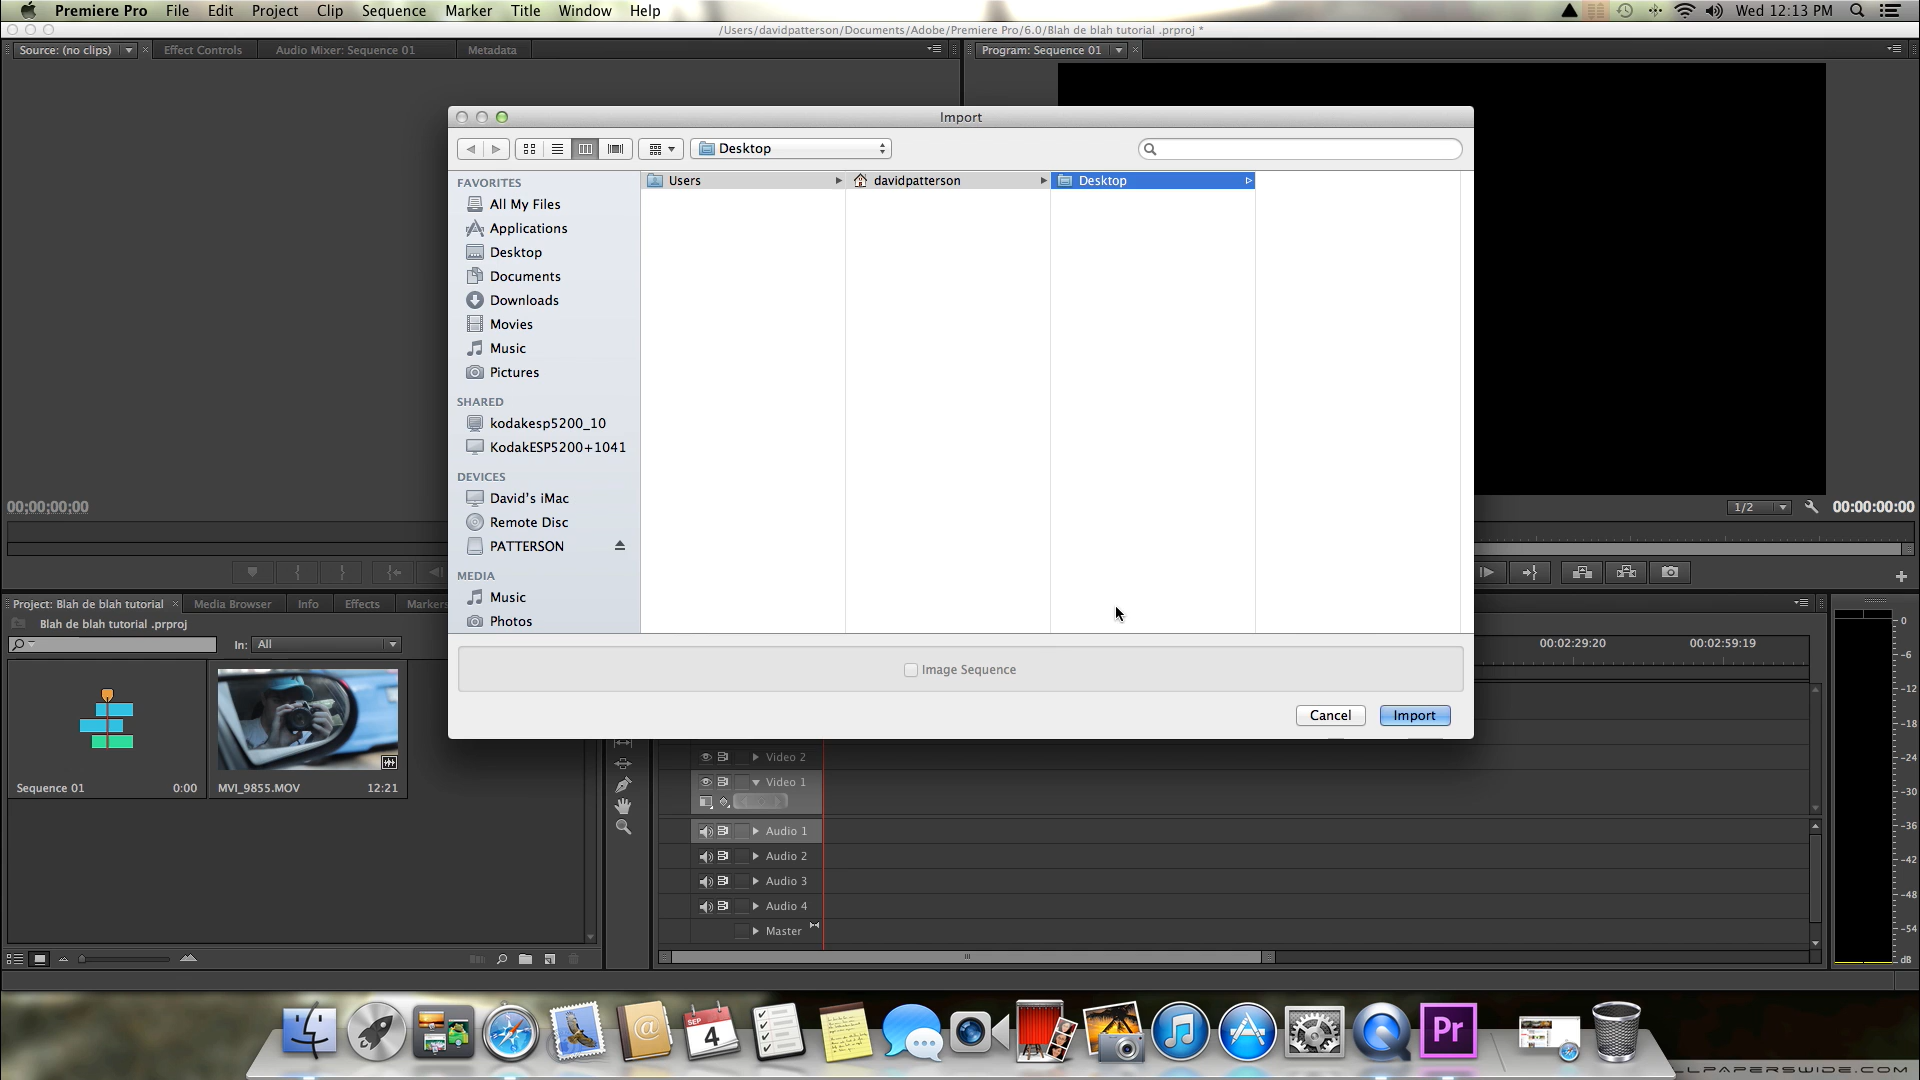 Premiere Pro File Edit Project Clip Sequence Marker Title Window Help Wed 12:13 PM
/Users/davidpatterson/Documents/Adobe/Premiere Pro/6.0/Blah de blah tutorial .prproj *
Source: (no clips) Effect Controls Audio Mixer: Sequence 01 Metadata Program: Sequence 01
Import
Desktop
FAVORITES
All My Files
Applications
Desktop
Documents
Downloads
Movies
Music
Pictures
SHARED
kodakesp5200_10
KodakESP5200+1041
DEVICES
David's iMac
Remote Disc
PATTERSON
MEDIA
Music
Photos
Users davidpatterson Desktop
Image Sequence
Cancel Import
00;00;00;00
1/2 00:00:00:00
Project: Blah de blah tutorial Media Browser Info Effects Markers
Blah de blah tutorial .prproj
In: All
Sequence 01 0:00
MVI_9855.MOV 12:21
00:02:29:20 00:02:59:19
Video 2
Video 1
Audio 1
Audio 2
Audio 3
Audio 4
Master
0
-6
-12
-18
-24
-30
-36
-42
-48
-54
dB
SEP
4
Pr
LPAPERSWIDE.COM